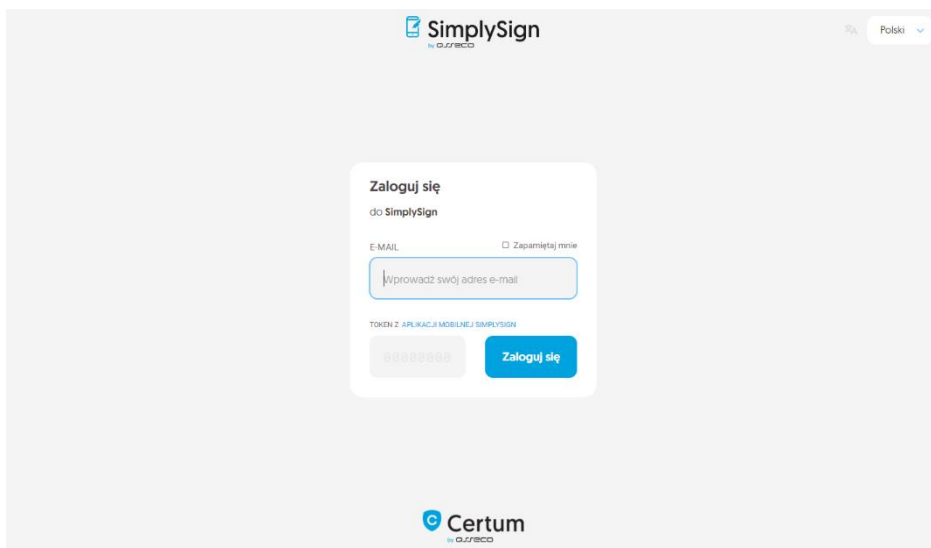 SimplySign
by asseco
Polski
Zaloguj się
do SimplySign
E-MAIL
Zapamiętaj mnie
Wprowadź swój adres e-mail
TOKEN Z APLIKACJI MOBILNEJ SIMPLYSIGN
00000000
Zaloguj się
Certum
by asseco